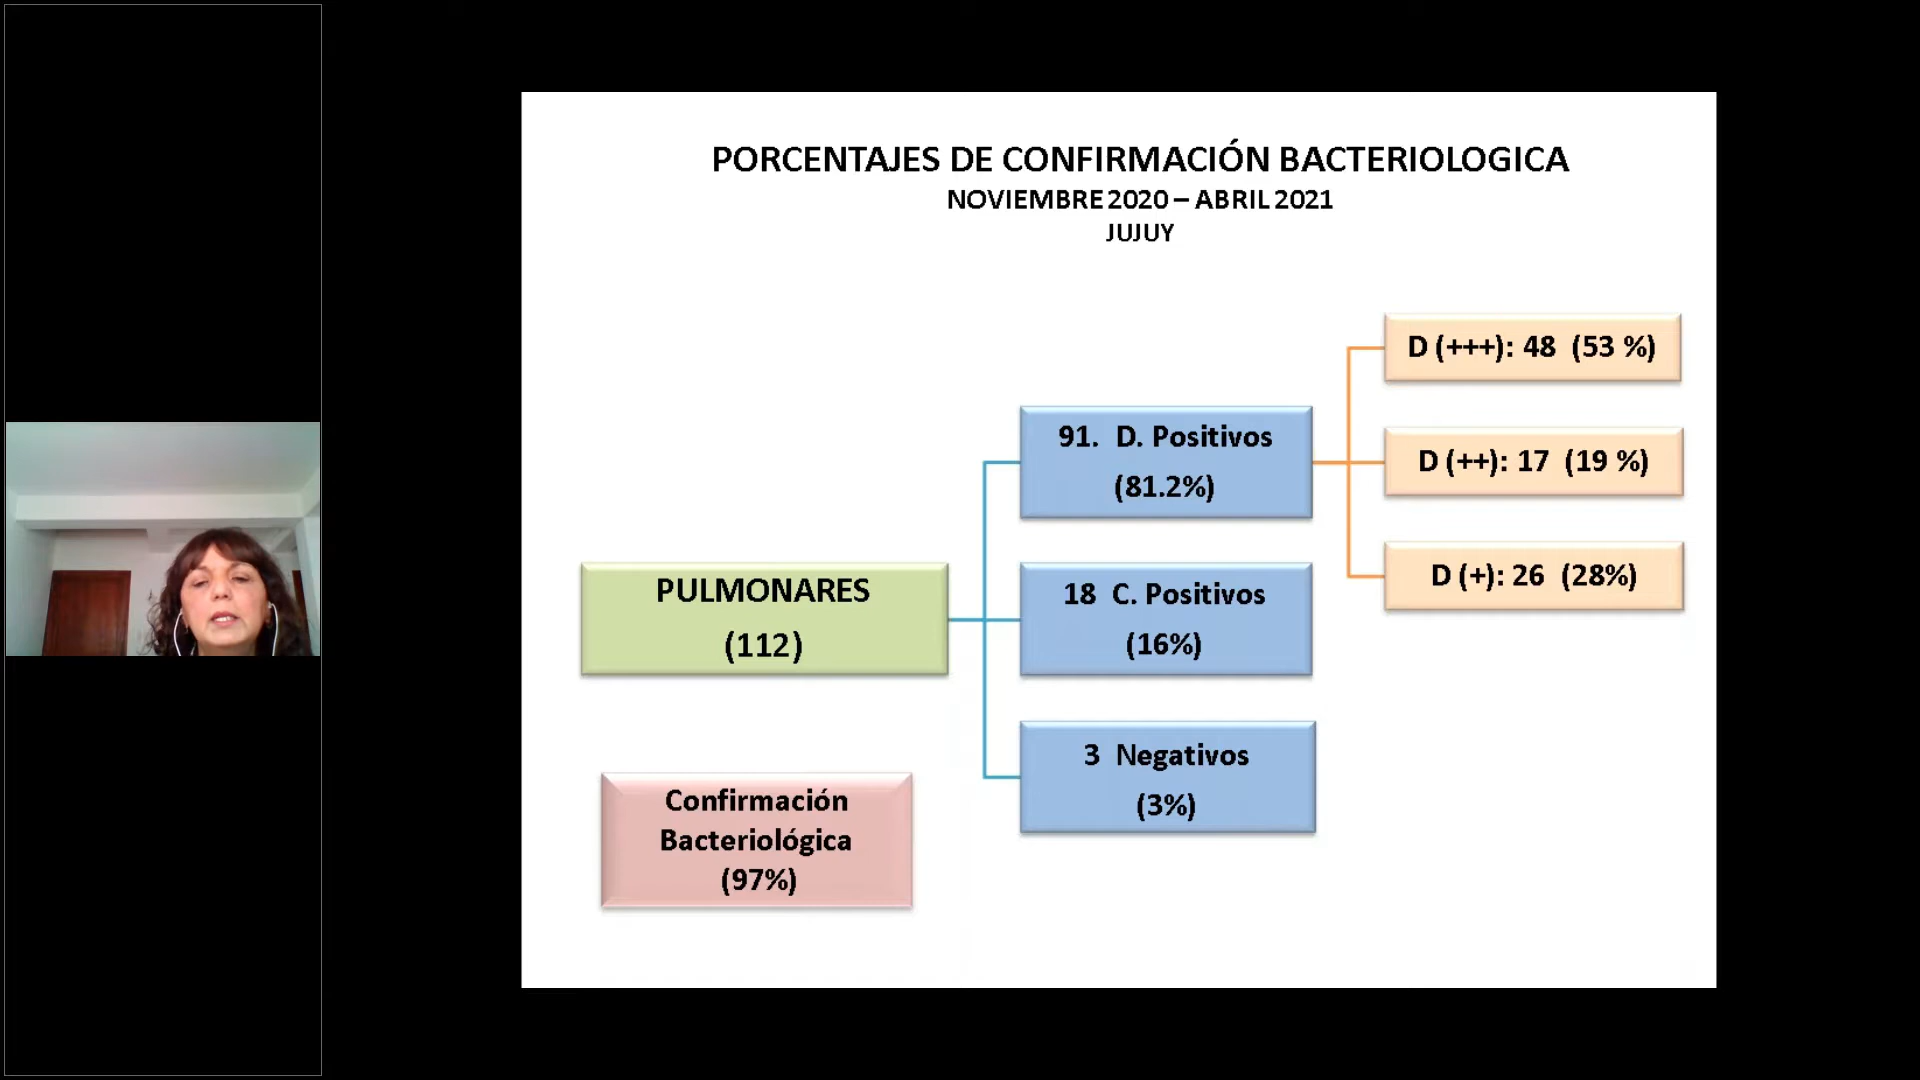 PORCENTAJES DE CONFIRMACIÓN BACTERIOLOGICA
NOVIEMBRE 2020 – ABRIL 2021
JUJUY
PULMONARES
(112)
Confirmación
Bacteriológica
(97%)
91. D. Positivos
(81.2%)
18 C. Positivos
(16%)
3 Negativos
(3%)
D (+++): 48 (53 %)
D (++): 17 (19 %)
D (+): 26 (28%)